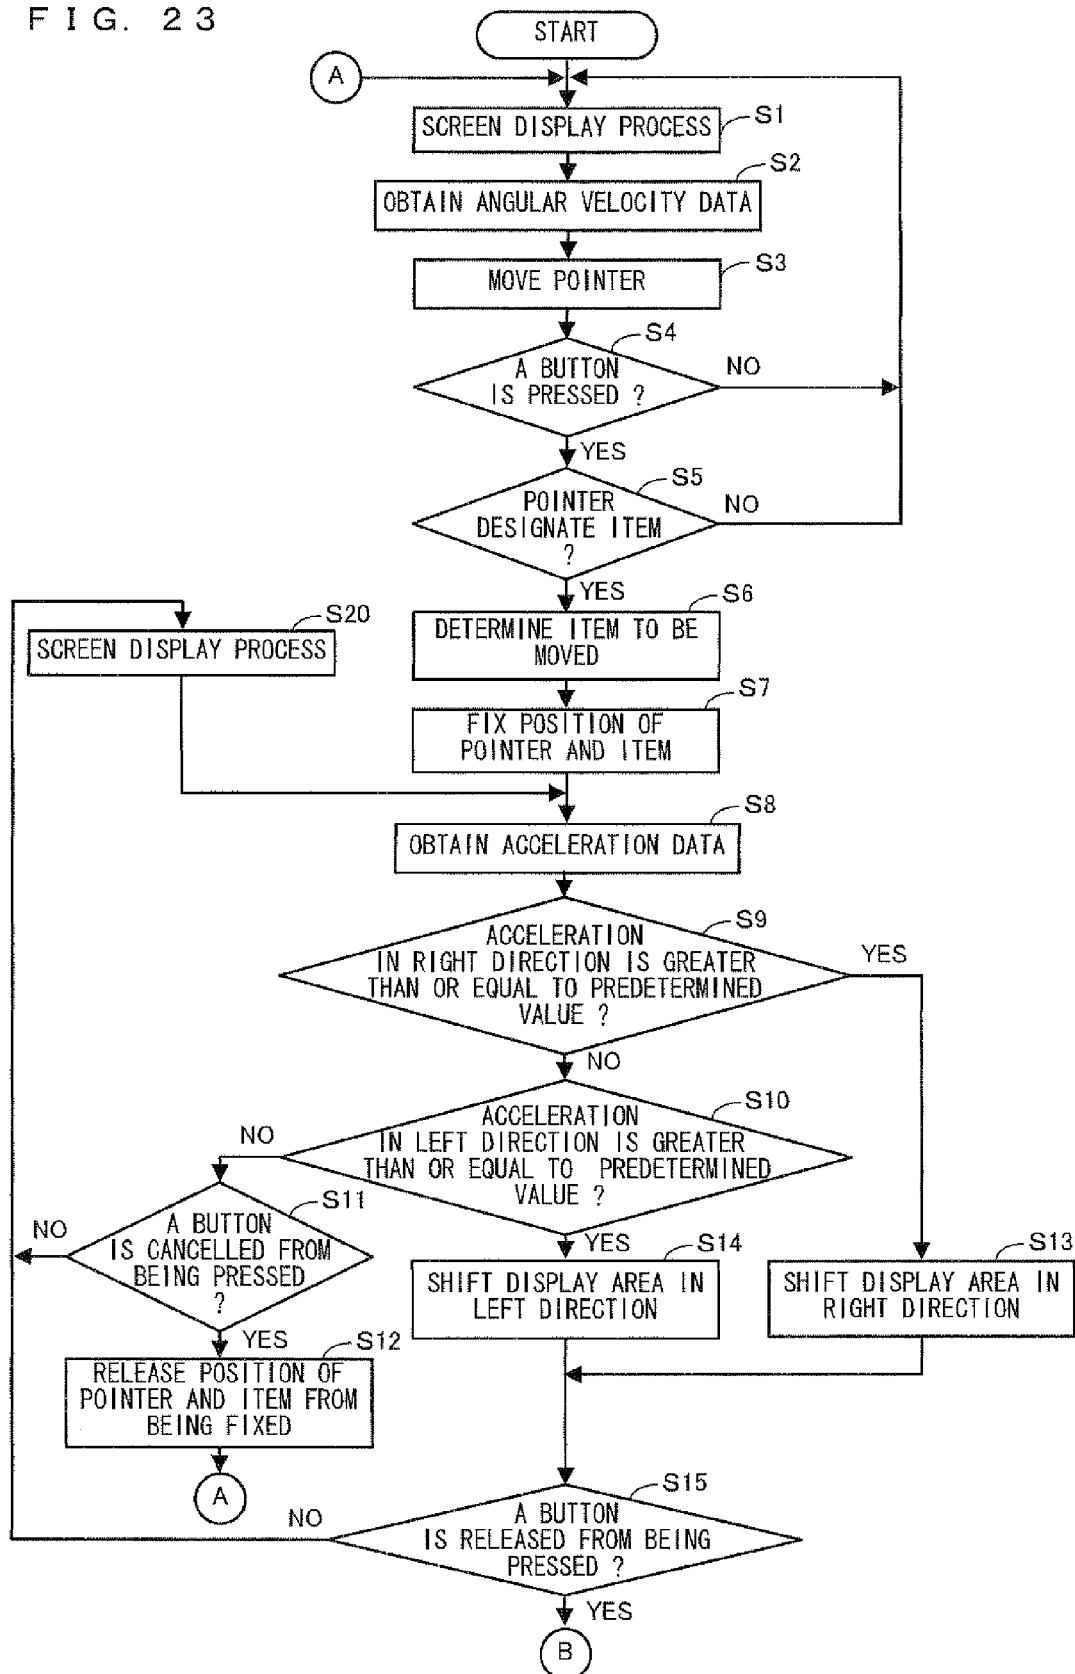 FIG. 23
START
A
SCREEN DISPLAY PROCESS
S1
S2
OBTAIN ANGULAR VELOCITY DATA
S3
MOVE POINTER
S4
A BUTTON
IS PRESSED ?
NO
YES
S5
POINTER
DESIGNATE ITEM
?
NO
YES
S6
DETERMINE ITEM TO BE
MOVED
S20
SCREEN DISPLAY PROCESS
S7
FIX POSITION OF
POINTER AND ITEM
S8
OBTAIN ACCELERATION DATA
S9
ACCELERATION
IN RIGHT DIRECTION IS GREATER
THAN OR EQUAL TO PREDETERMINED
VALUE ?
YES
NO
S10
ACCELERATION
IN LEFT DIRECTION IS GREATER
THAN OR EQUAL TO PREDETERMINED
VALUE ?
NO
YES
S11
A BUTTON
IS CANCELLED FROM
BEING PRESSED
?
NO
YES
S14
SHIFT DISPLAY AREA IN
LEFT DIRECTION
S13
SHIFT DISPLAY AREA IN
RIGHT DIRECTION
S12
RELEASE POSITION OF
POINTER AND ITEM FROM
BEING FIXED
A
S15
A BUTTON
IS RELEASED FROM BEING
PRESSED ?
NO
YES
B